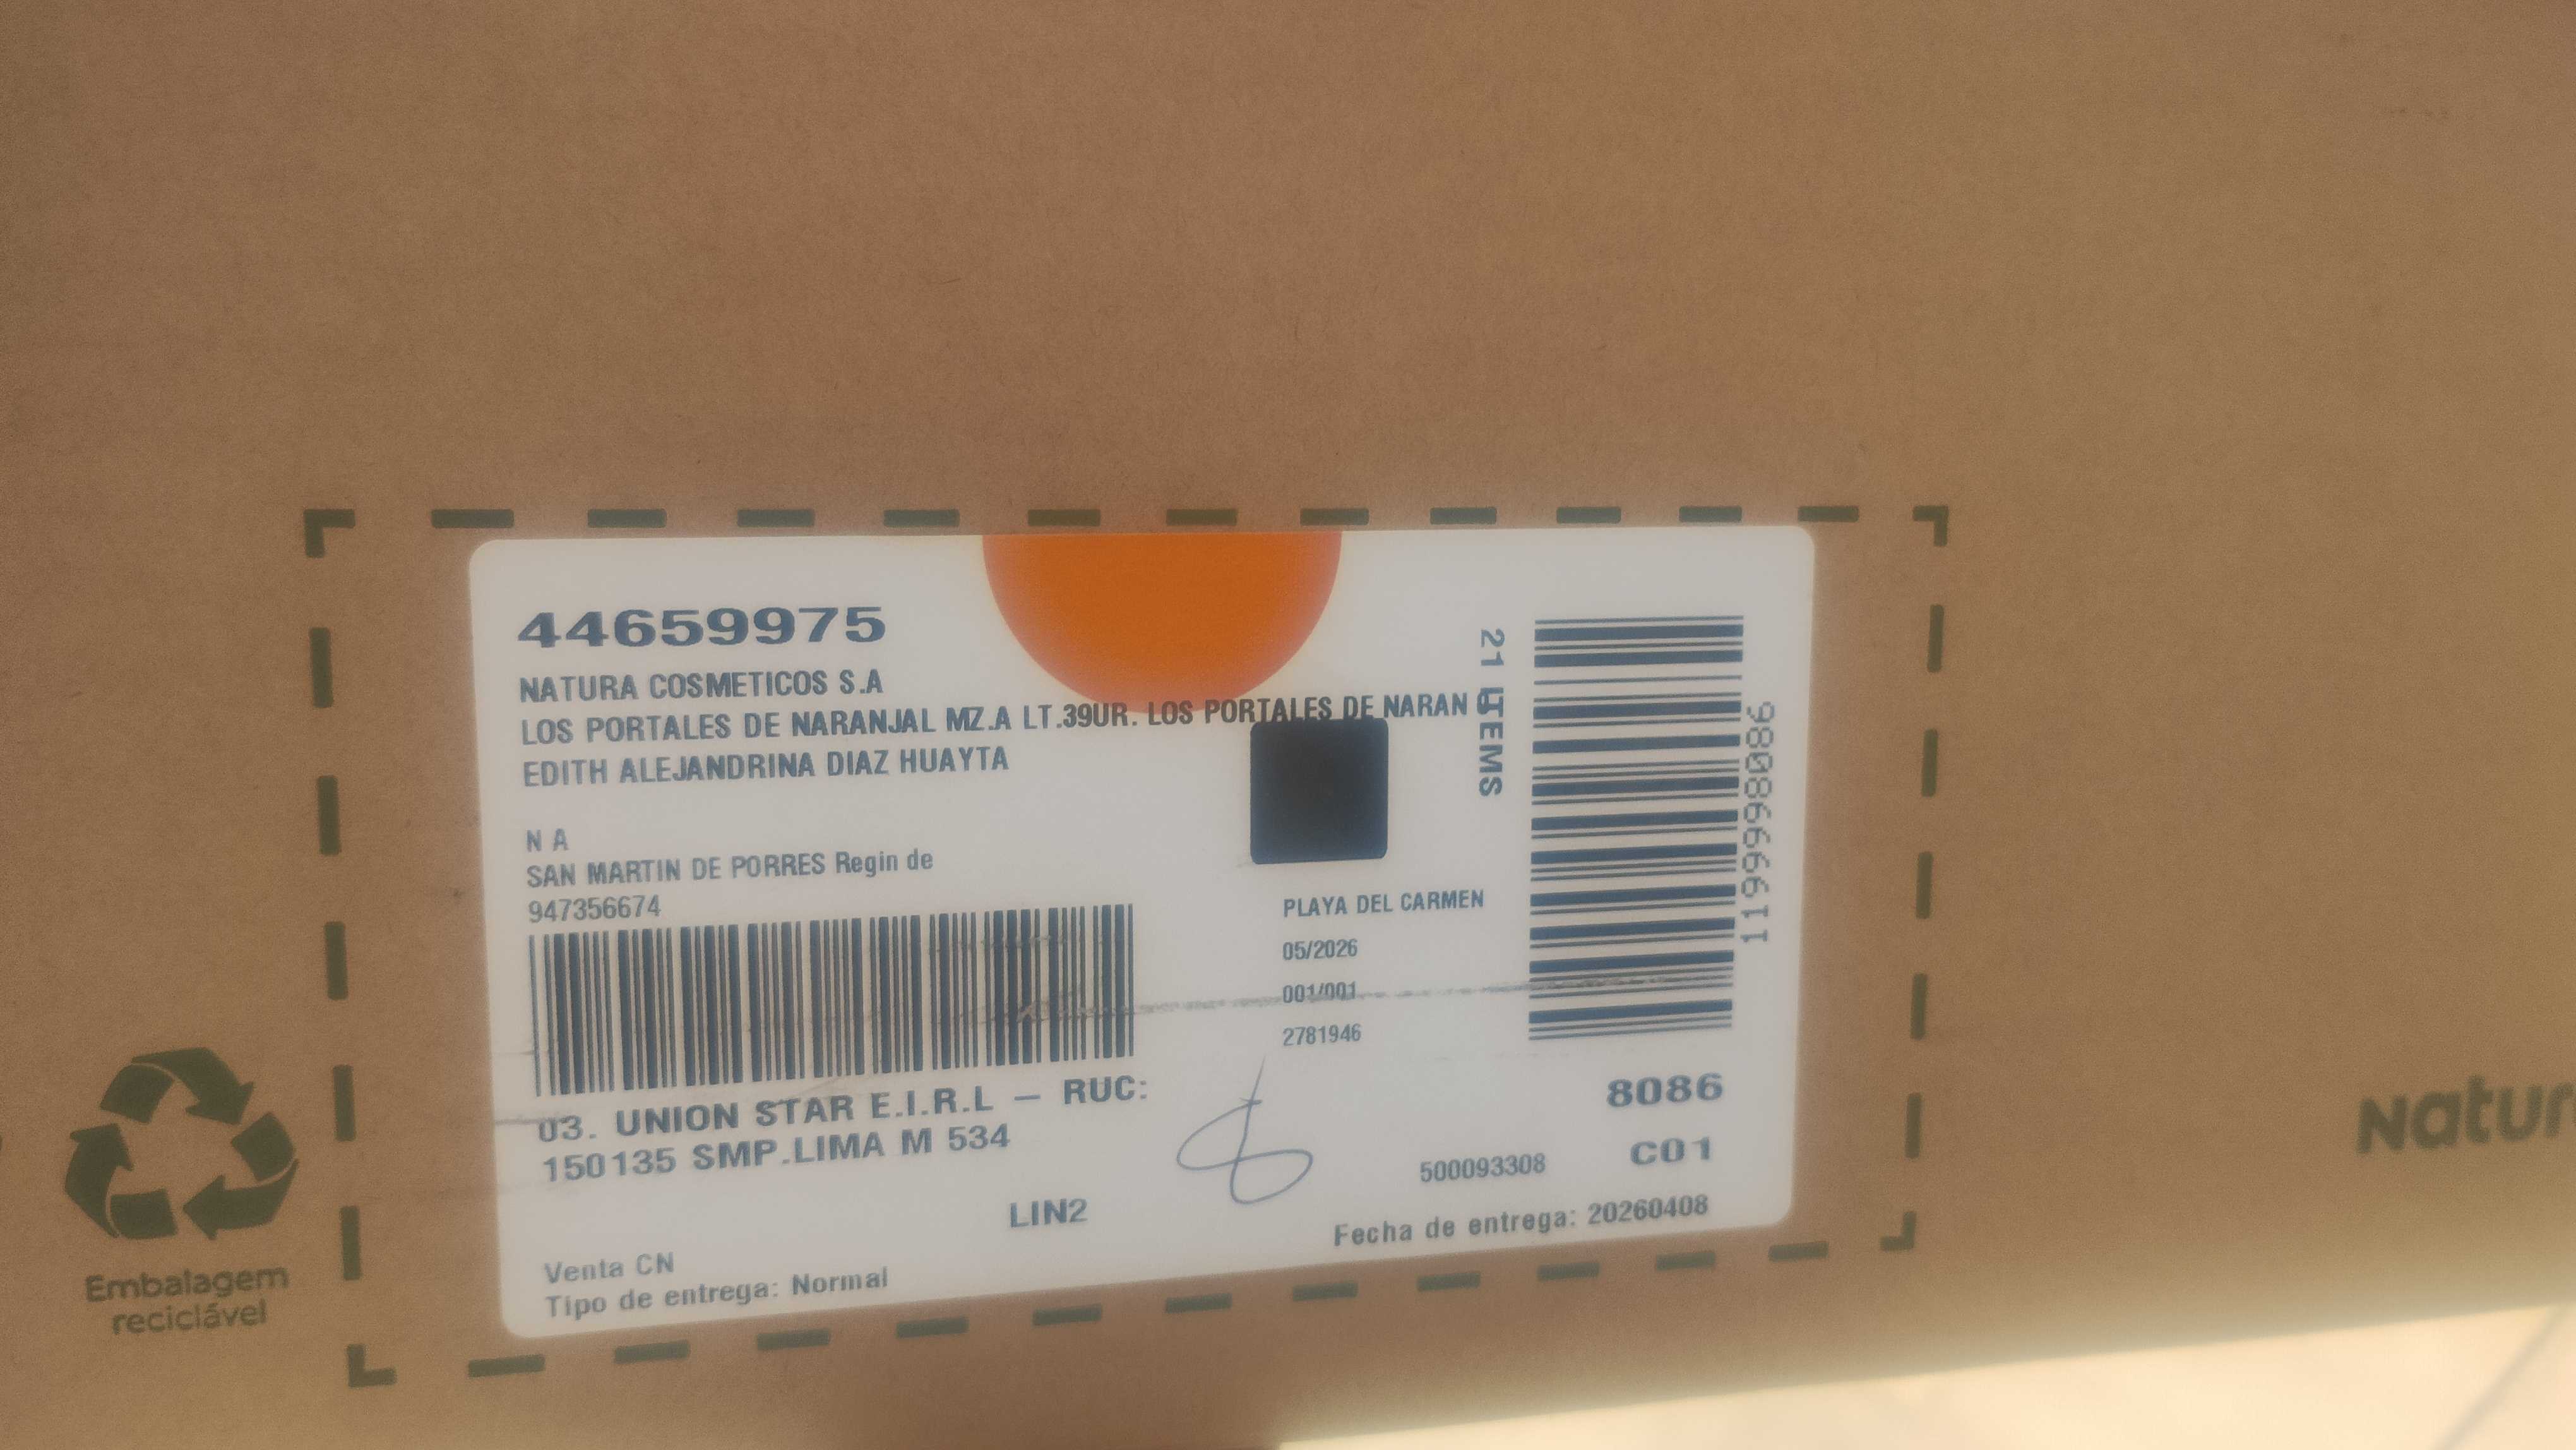 44659975
NATURA COSMETICOS S.A
LOS PORTALES DE NARANJAL MZ.A LT.39UR. LOS PORTALES DE NARAN
EDITH ALEJANDRINA DIAZ HUAYTA
N A
SAN MARTIN DE PORRES Regin de
947356674
03. UNION STAR E.I.R.L – RUC:
150135 SMP.LIMA M 534
LIN2
Venta CN
Tipo de entrega: Normal
21 ITEMS
PLAYA DEL CARMEN
05/2026
001/001
2781946
8086
C01
500093308
Fecha de entrega: 20260408
Embalagem
reciclável
Natur